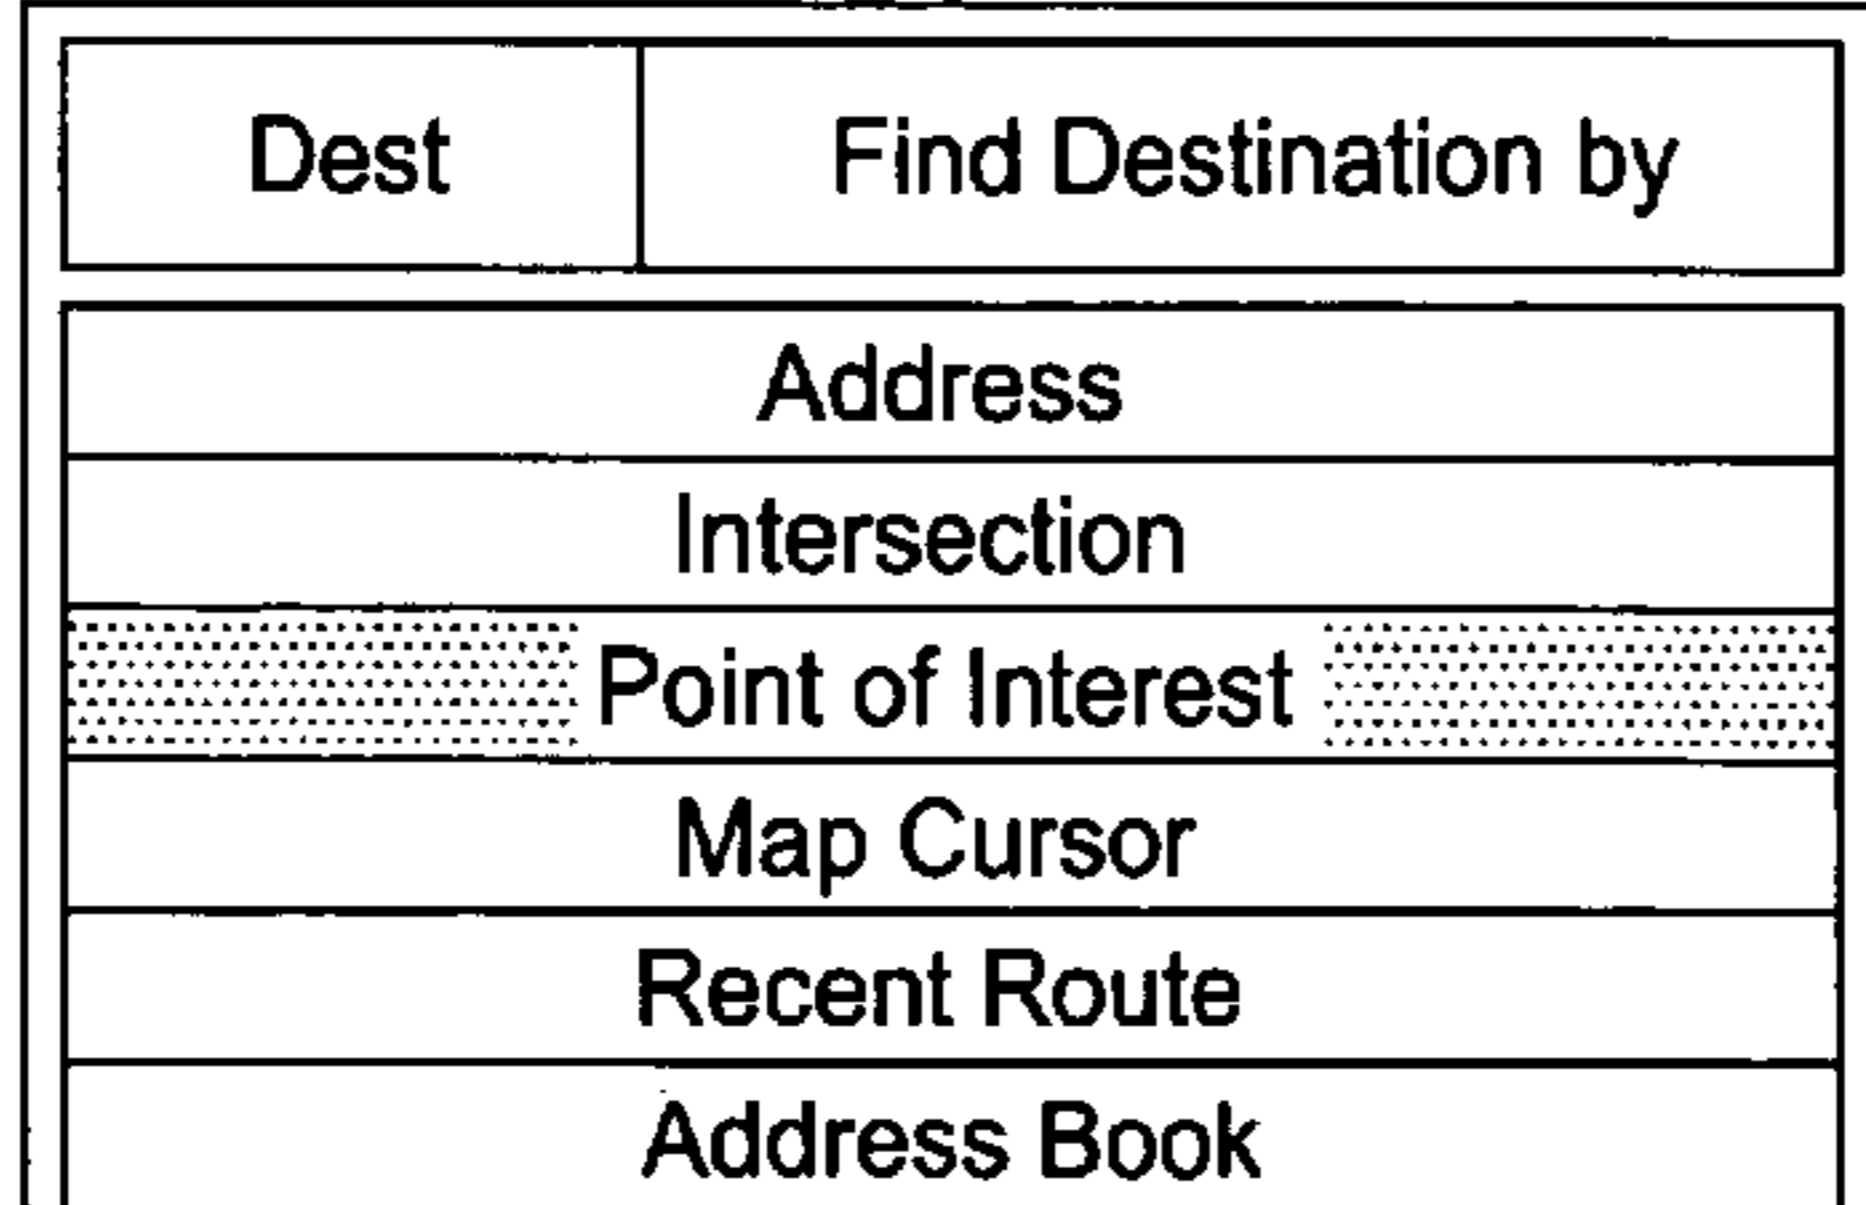 Dest Find Destination by
Address
Intersection
Point of Interest
Map Cursor
Recent Route
Address Book